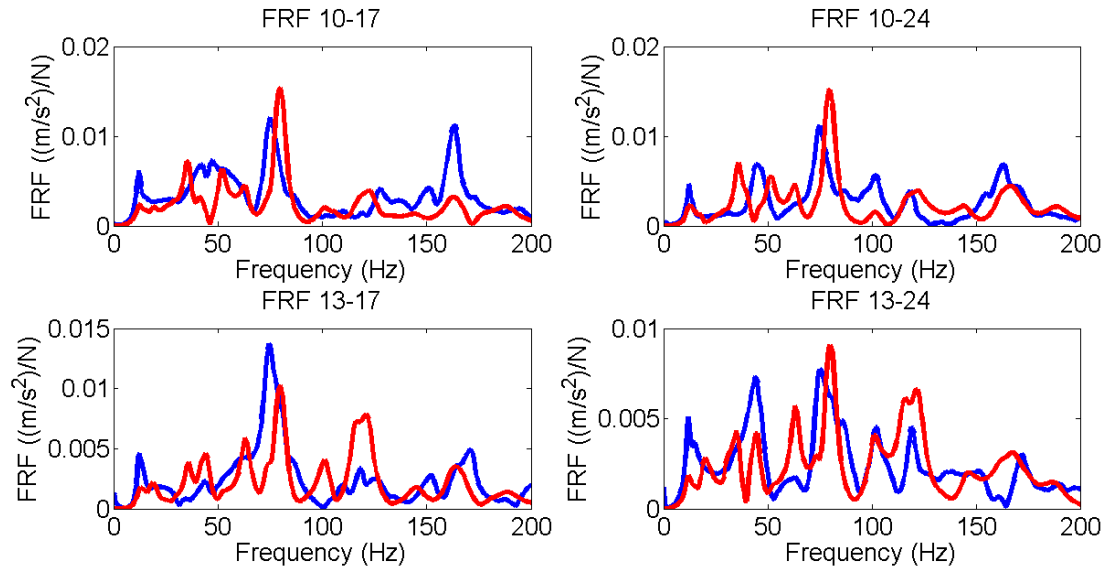 FRF 10-17
FRF 10-24
FRF ((m/s²)/N)
0.02
0.01
0
0 50 100 150 200
Frequency (Hz)
FRF ((m/s²)/N)
0.02
0.01
0
0 50 100 150 200
Frequency (Hz)
FRF 13-17
FRF 13-24
FRF ((m/s²)/N)
0.015
0.01
0.005
0
0 50 100 150 200
Frequency (Hz)
FRF ((m/s²)/N)
0.01
0.005
0
0 50 100 150 200
Frequency (Hz)